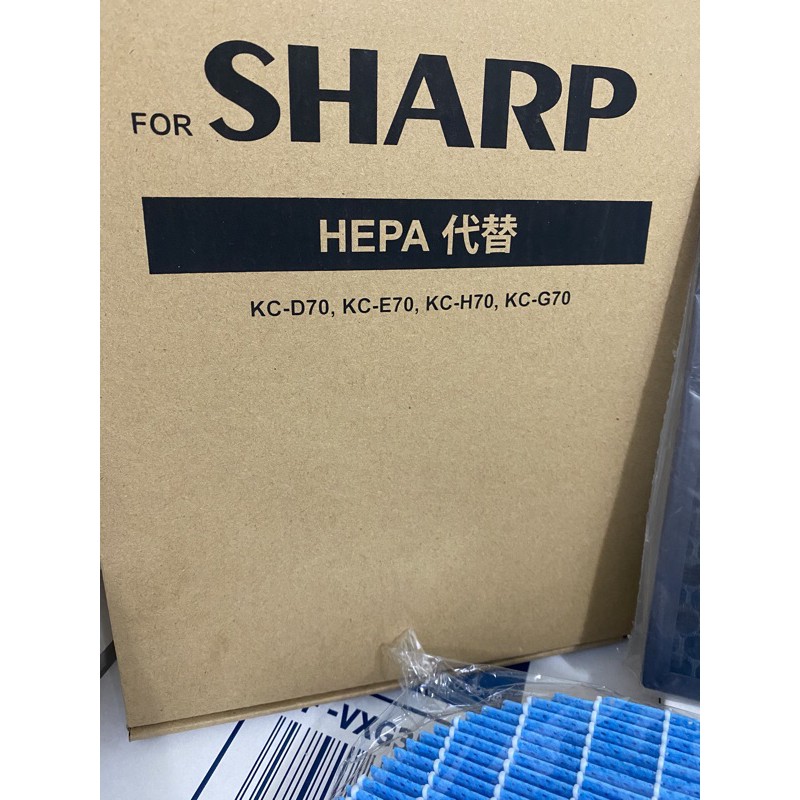 FOR SHARP
HEPA 代替
KC-D70, KC-E70, KC-H70, KC-G70